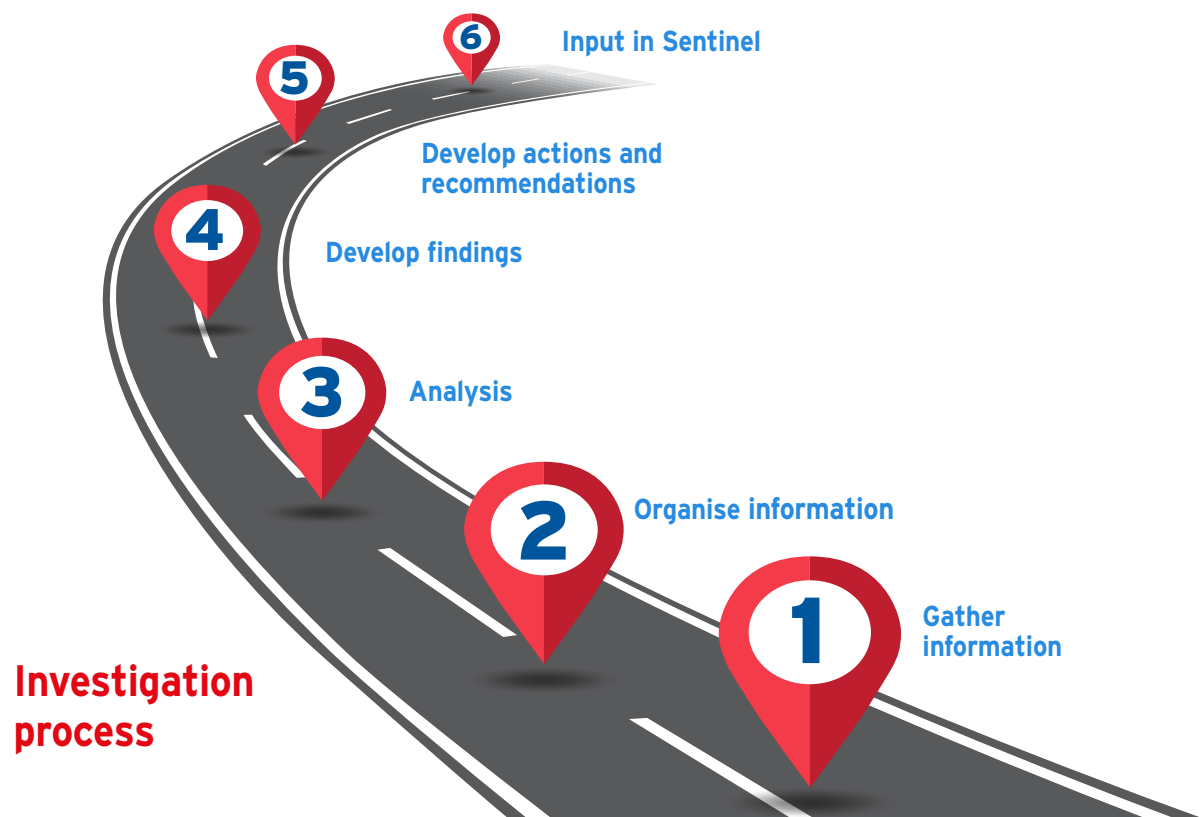 6
Input in Sentinel
5
Develop actions and
recommendations
4
Develop findings
3
Analysis
2
Organise information
1
Gather
information
Investigation
process